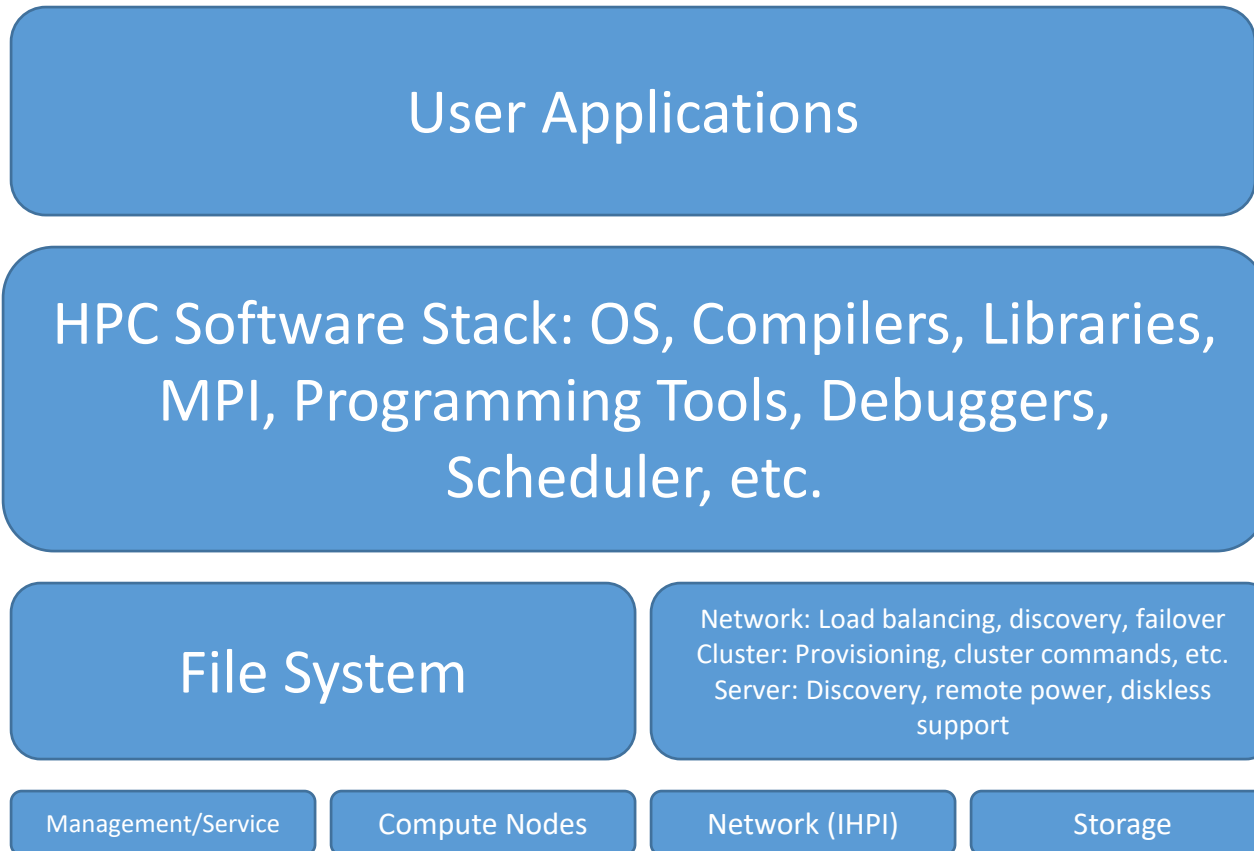 User Applications
HPC Software Stack: OS, Compilers, Libraries,
MPI, Programming Tools, Debuggers,
Scheduler, etc.
File System
Network: Load balancing, discovery, failover
Cluster: Provisioning, cluster commands, etc.
Server: Discovery, remote power, diskless
support
Management/Service
Compute Nodes
Network (IHPI)
Storage